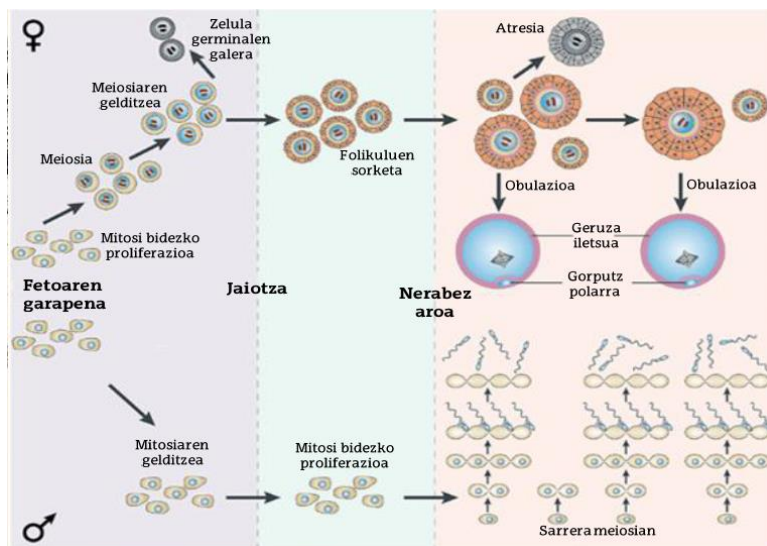 Zelula
germinalen
galera
Atresia
Meiosiaren
gelditzea
Meiosia
Folikuluen
sorketa
Obulazioa
Obulazioa
Mitosi bidezko
proliferazioa
Geruza
iletsua
Gorputz
polarra
Fetoaren
garapena
Jaiotza
Nerabez
aroa
Mitosiaren
gelditzea
Mitosi bidezko
proliferazioa
Sarrera meiosian